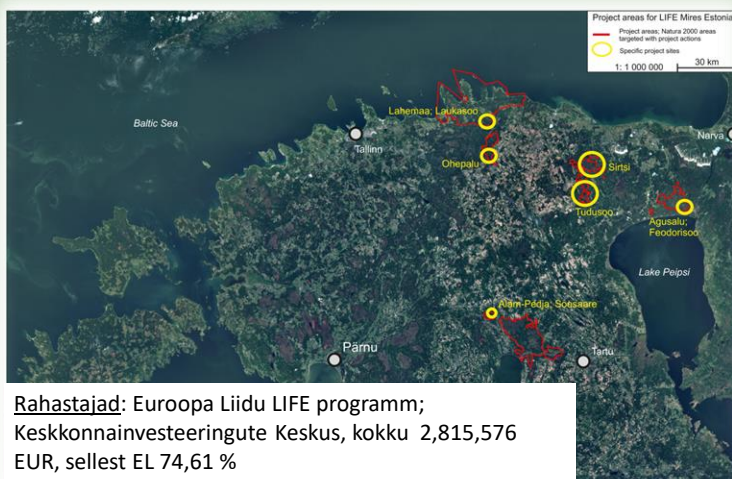 Project areas for LIFE Mires Estonia
Project areas; Natura 2000 areas
targeted with project actions
Specific project sites
1: 1 000 000
30 km
Baltic Sea
Lahemaa; Laukasoo
Tallinn
Narva
Ohepalu
Sirtsi
Tudusoo
Agusalu;
Feodorisoo
Lake Peipsi
Alam-Pedja; Soosaare
Pärnu
Tartu
Rahastajad: Euroopa Liidu LIFE programm;
Keskkonnainvesteeringute Keskus, kokku 2,815,576
EUR, sellest EL 74,61 %